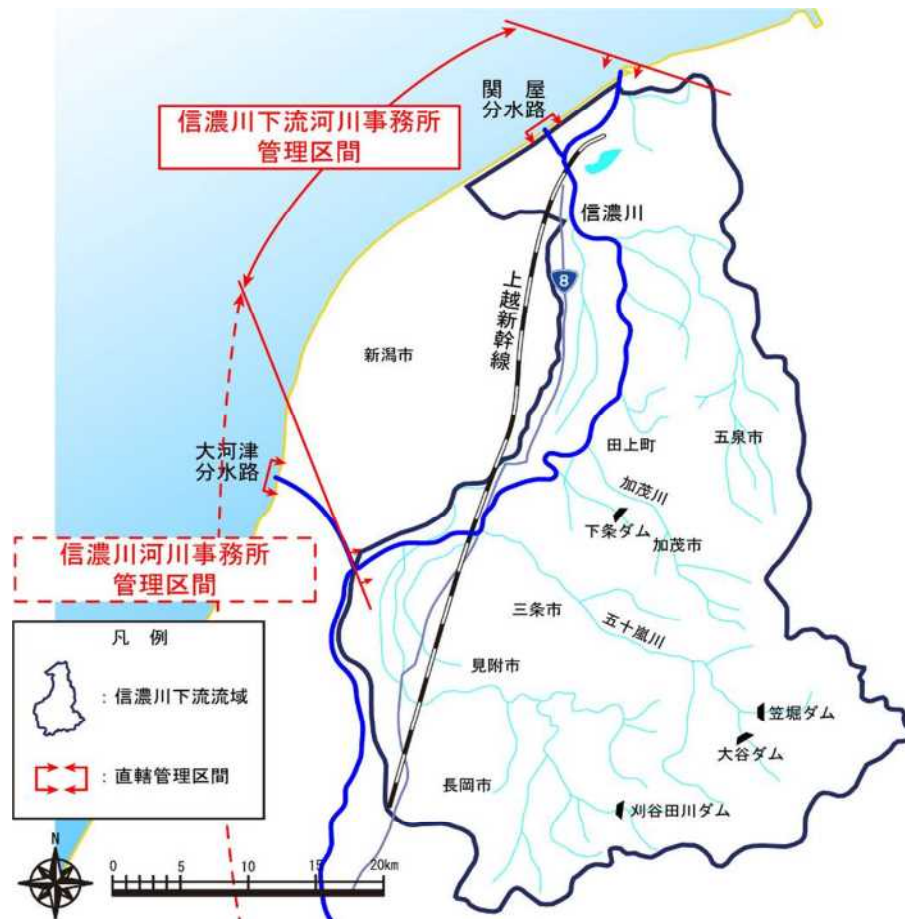 関　屋
分水路
信濃川下流河川事務所
管理区間
信濃川
8
上越新幹線
新潟市
大河津
分水路
田上町
五泉市
加茂川
下条ダム
加茂市
信濃川河川事務所
管理区間
三条市
五十嵐川
見附市
凡　例
：信濃川下流流域
笠堀ダム
大谷ダム
：直轄管理区間
長岡市
刈谷田川ダム
N
0 5 10 15 20km